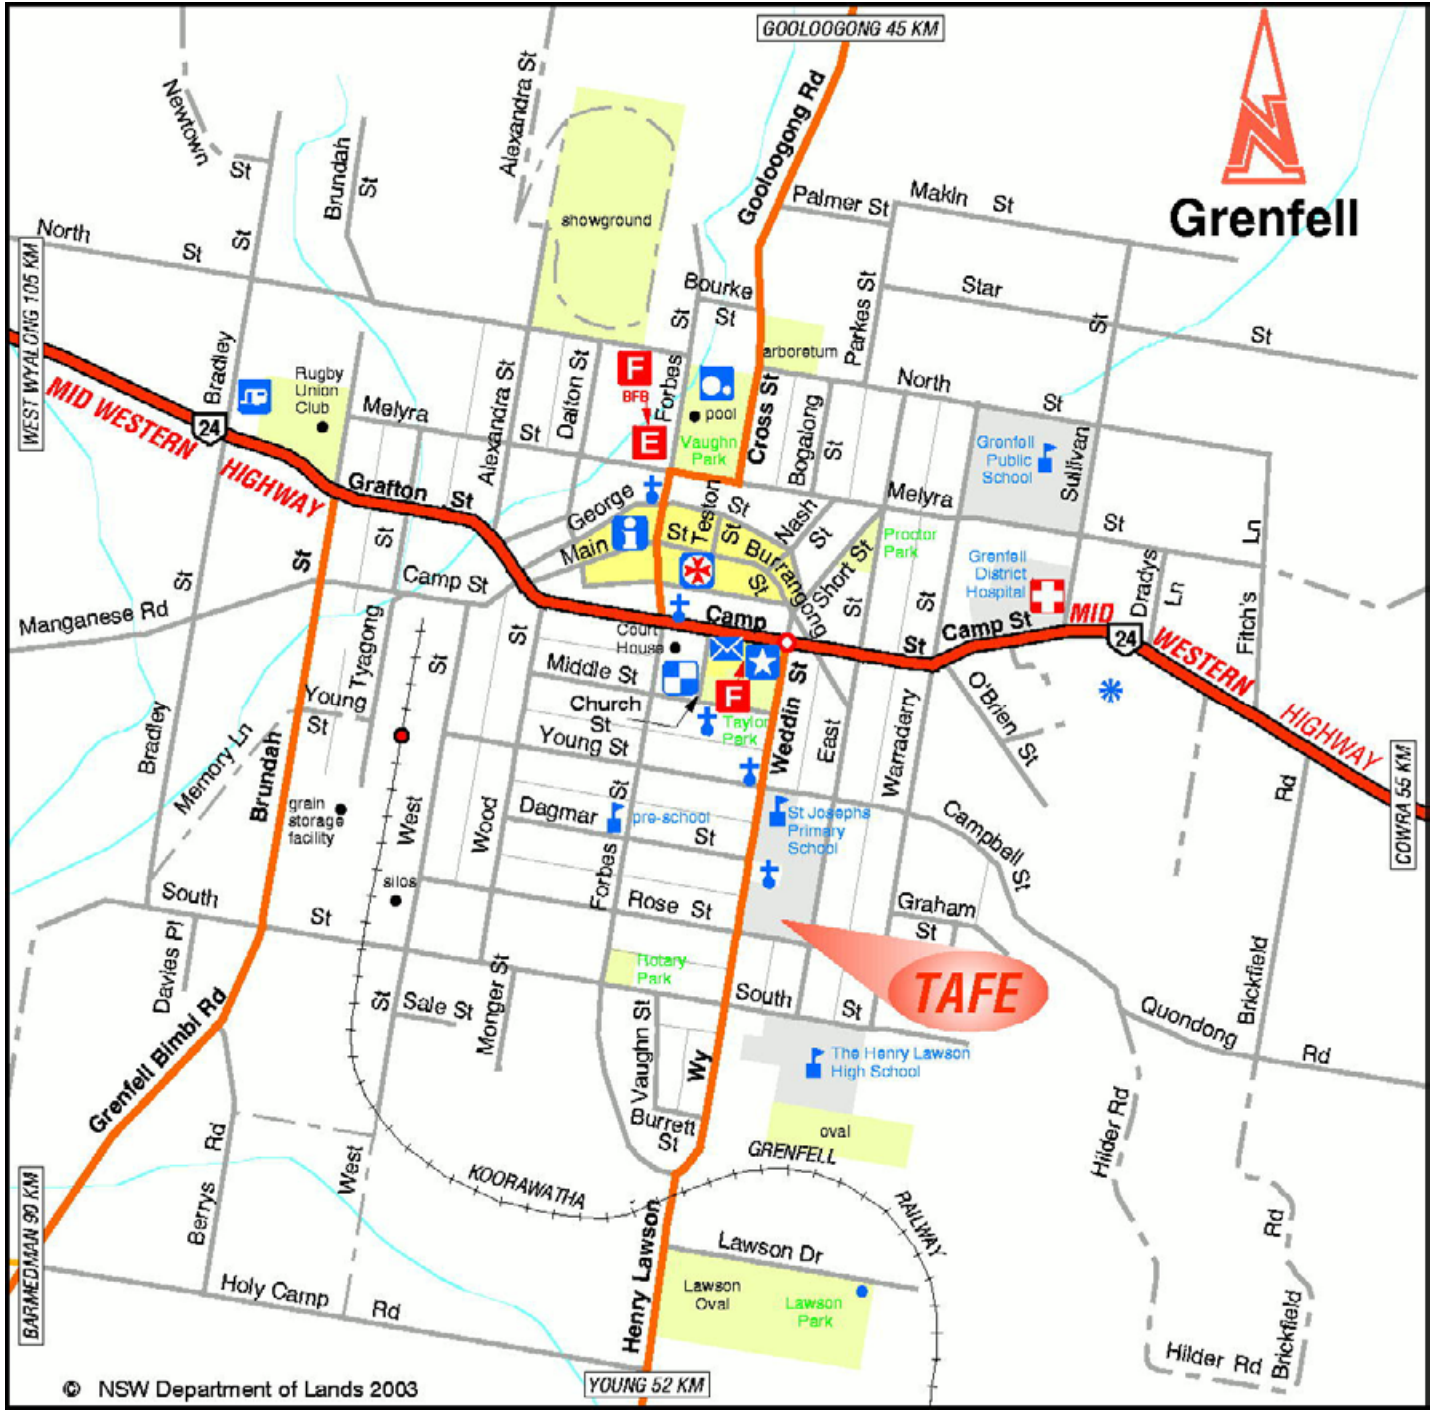 GOOLOOGONG 45 KM
Grenfell
Newtown
St
Alexandra St
Gooloogong Rd
Brundah
St
showground
Palmer St
Makin St
North
St
St
Bourke
St
St
Parkes St
Star
St
St
WEST WYALONG 105 KM
Bradley
Rugby
Union
Club
MID WESTERN
24
HIGHWAY
Melyra
St
Alexandra St
Dalton St
F
BFB
E
Forbes
pool
Vaughn
Park
arboretum
Cross St
Bogalong
St
North
St
Grenfell
Public
School
Sullivan
Grafton
St
George
Main
St
Teston
St
St
Burrangong
St
Nash
St
Short St
Melyra
St
Proctor
Park
Grenfell
District
Hospital
Dradys
Ln
Ln
Fitch's
St
St
St
Camp St
Manganese Rd
Camp
St
St
Camp St
MID
24
WESTERN
HIGHWAY
COWRA 55 KM
Court
House
Middle St
Church
St
F
Taylor
Park
Weddin St
East
Warraderry
O'Brien St
Tyagong
St
St
Young
St
Young St
Bradley
Memory Ln
Brundah
grain
storage
facility
West
Wood
Dagmar
St
St
pre-school
St Josephs
Primary
School
Campbell St
Rd
silos
Forbes
Rose St
Graham
St
South
St
Davies Pl
Rotary
Park
TAFE
South
St
Brickfield
Quondong
Rd
St
Sale St
Monger St
Vaughn St
Wy
The Henry Lawson
High School
Grenfell Bimbi Rd
Burrett
St
oval
Hilder Rd
BARMEDMAN 90 KM
Rd
Berrys
West
KOORAWATHA
GRENFELL
RAILWAY
Rd
Henry Lawson
Lawson Dr
Lawson
Oval
Lawson
Park
Holy Camp
Rd
Hilder Rd
Brickfield
© NSW Department of Lands 2003
YOUNG 52 KM